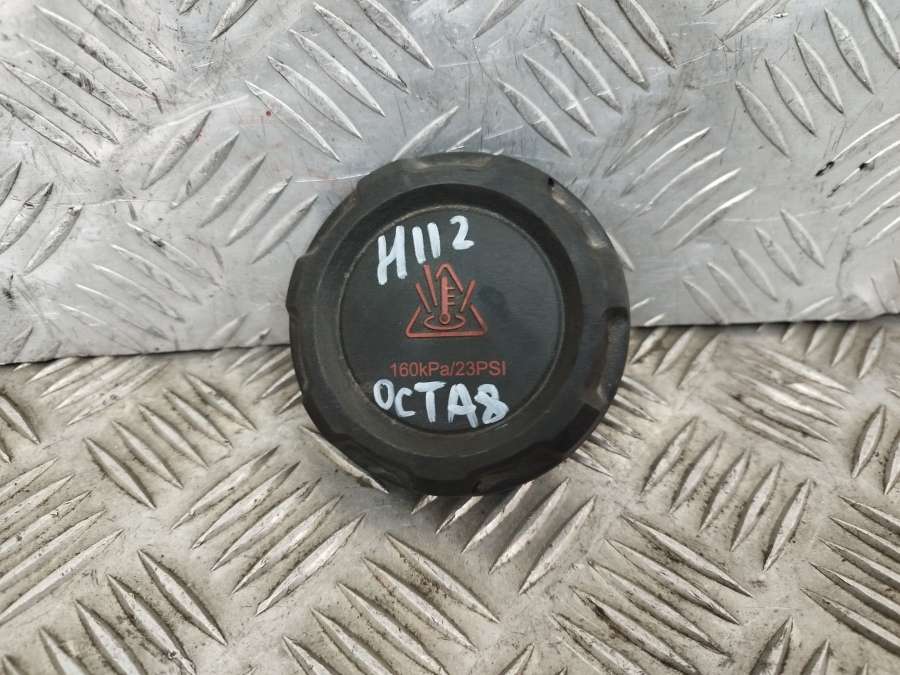 H112
160kPa/23PSI
OCTA8